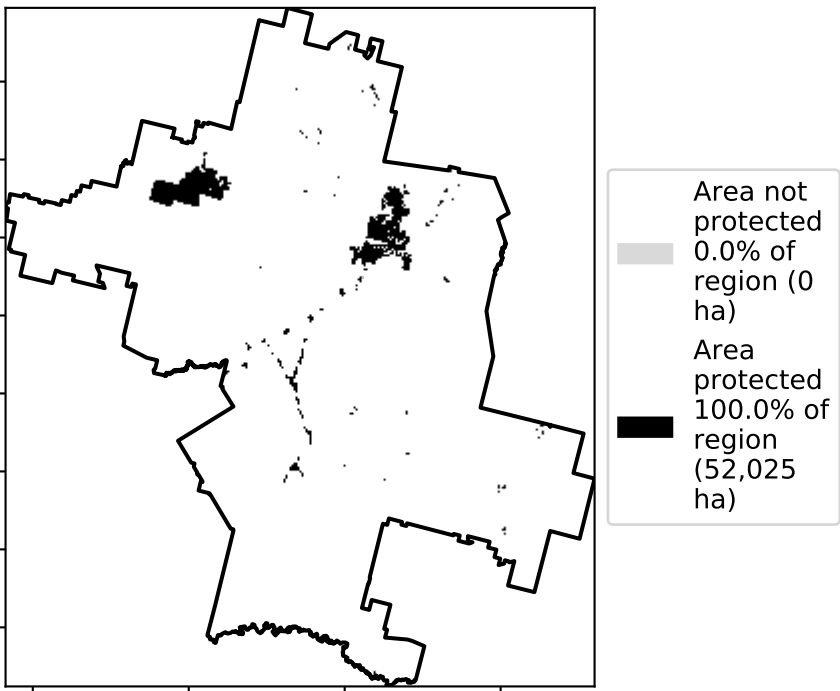 Area not
protected
0.0% of
region (0
ha)
Area
protected
100.0% of
region
(52,025
ha)